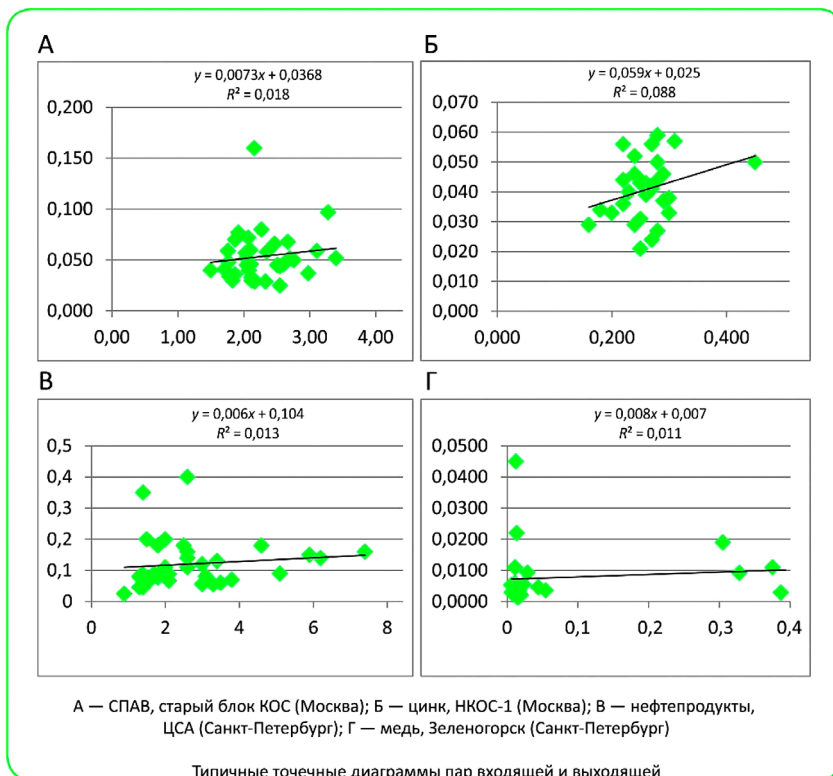 А
y = 0,0073x + 0,0368
R² = 0,018
0,200
0,150
0,100
0,050
0,000
0,00 1,00 2,00 3,00 4,00
Б
y = 0,059x + 0,025
R² = 0,088
0,070
0,060
0,050
0,040
0,030
0,020
0,010
0,000
0,000 0,200 0,400
В
y = 0,006x + 0,104
R² = 0,013
0,5
0,4
0,3
0,2
0,1
0
0 2 4 6 8
Г
y = 0,008x + 0,007
R² = 0,011
0,0500
0,0400
0,0300
0,0200
0,0100
0,0000
0 0,1 0,2 0,3 0,4
А — СПАВ, старый блок КОС (Москва); Б — цинк, НКОС-1 (Москва); В — нефтепродукты,
ЦСА (Санкт-Петербург); Г — медь, Зеленогорск (Санкт-Петербург)
Типичные точечные диаграммы пар входящей и выходящей